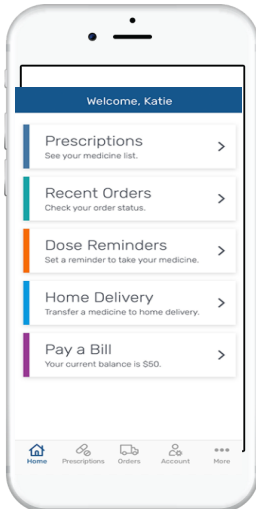 Welcome, Katie
Prescriptions
See your medicine list.
Recent Orders
Check your order status.
Dose Reminders
Set a reminder to take your medicine.
Home Delivery
Transfer a medicine to home delivery.
Pay a Bill
Your current balance is $50.
Home Prescriptions Orders Account More